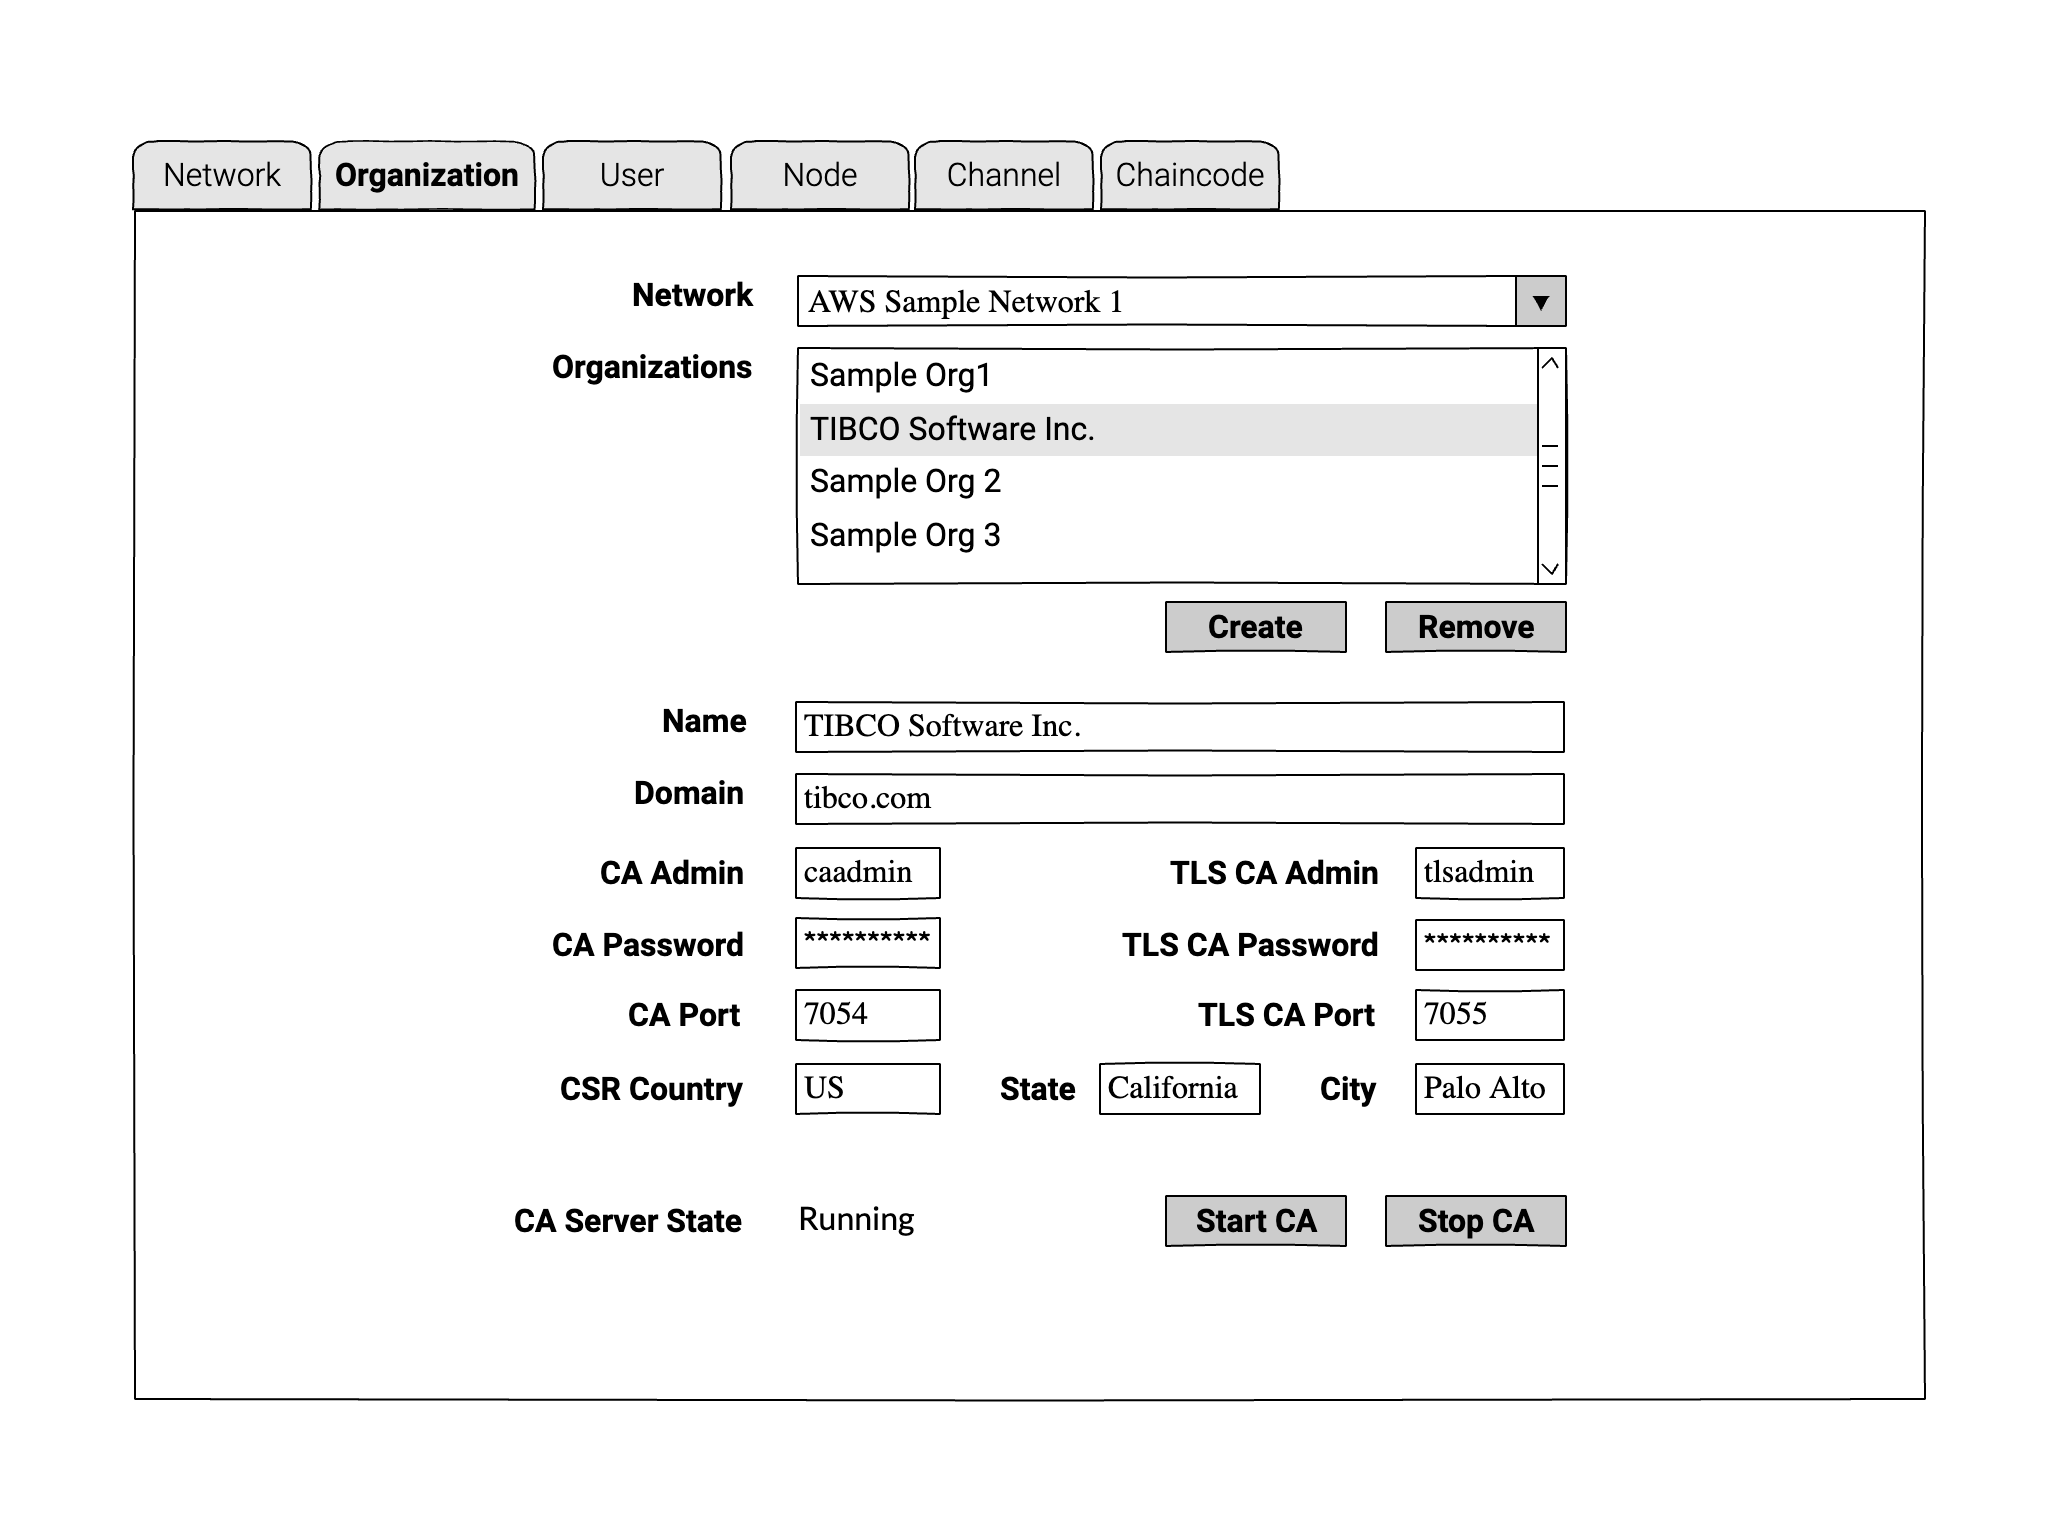 Network Organization User Node Channel Chaincode
Network AWS Sample Network 1 ▼
Organizations Sample Org1
TIBCO Software Inc.
Sample Org 2
Sample Org 3
Create Remove
Name TIBCO Software Inc.
Domain tibco.com
CA Admin caadmin TLS CA Admin tlsadmin
CA Password ********** TLS CA Password **********
CA Port 7054 TLS CA Port 7055
CSR Country US State California City Palo Alto
CA Server State Running Start CA Stop CA